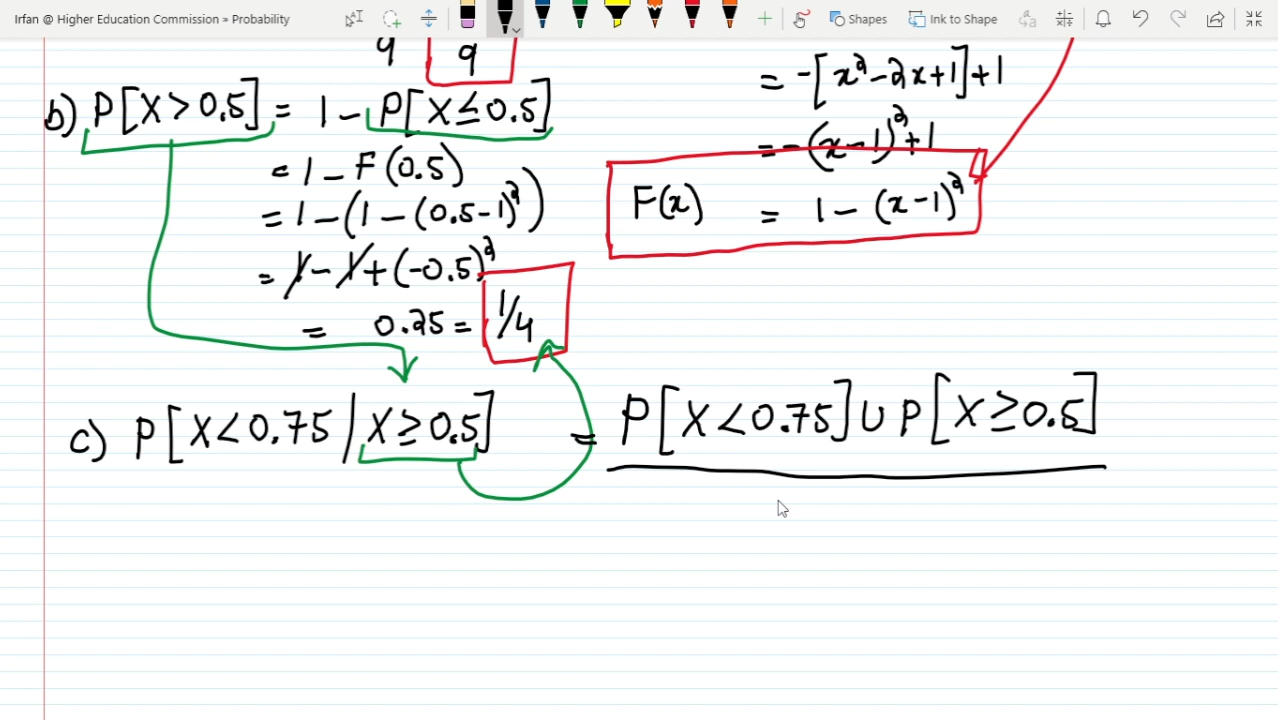 Irfan @ Higher Education Commission » Probability
Shapes
Ink to Shape
9 9
= -[x²-2x+1]+1
b) P[X>0.5] = 1 - P[X≤0.5]
= -(x-1)²+1
= 1 - F(0.5)
F(x) = 1 - (x-1)²
= 1 - (1 - (0.5-1)²)
= 1 - 1 + (-0.5)²
= 0.25 = 1/4
c) P[X<0.75 / X≥0.5] = P[X<0.75] U P[X≥0.5]